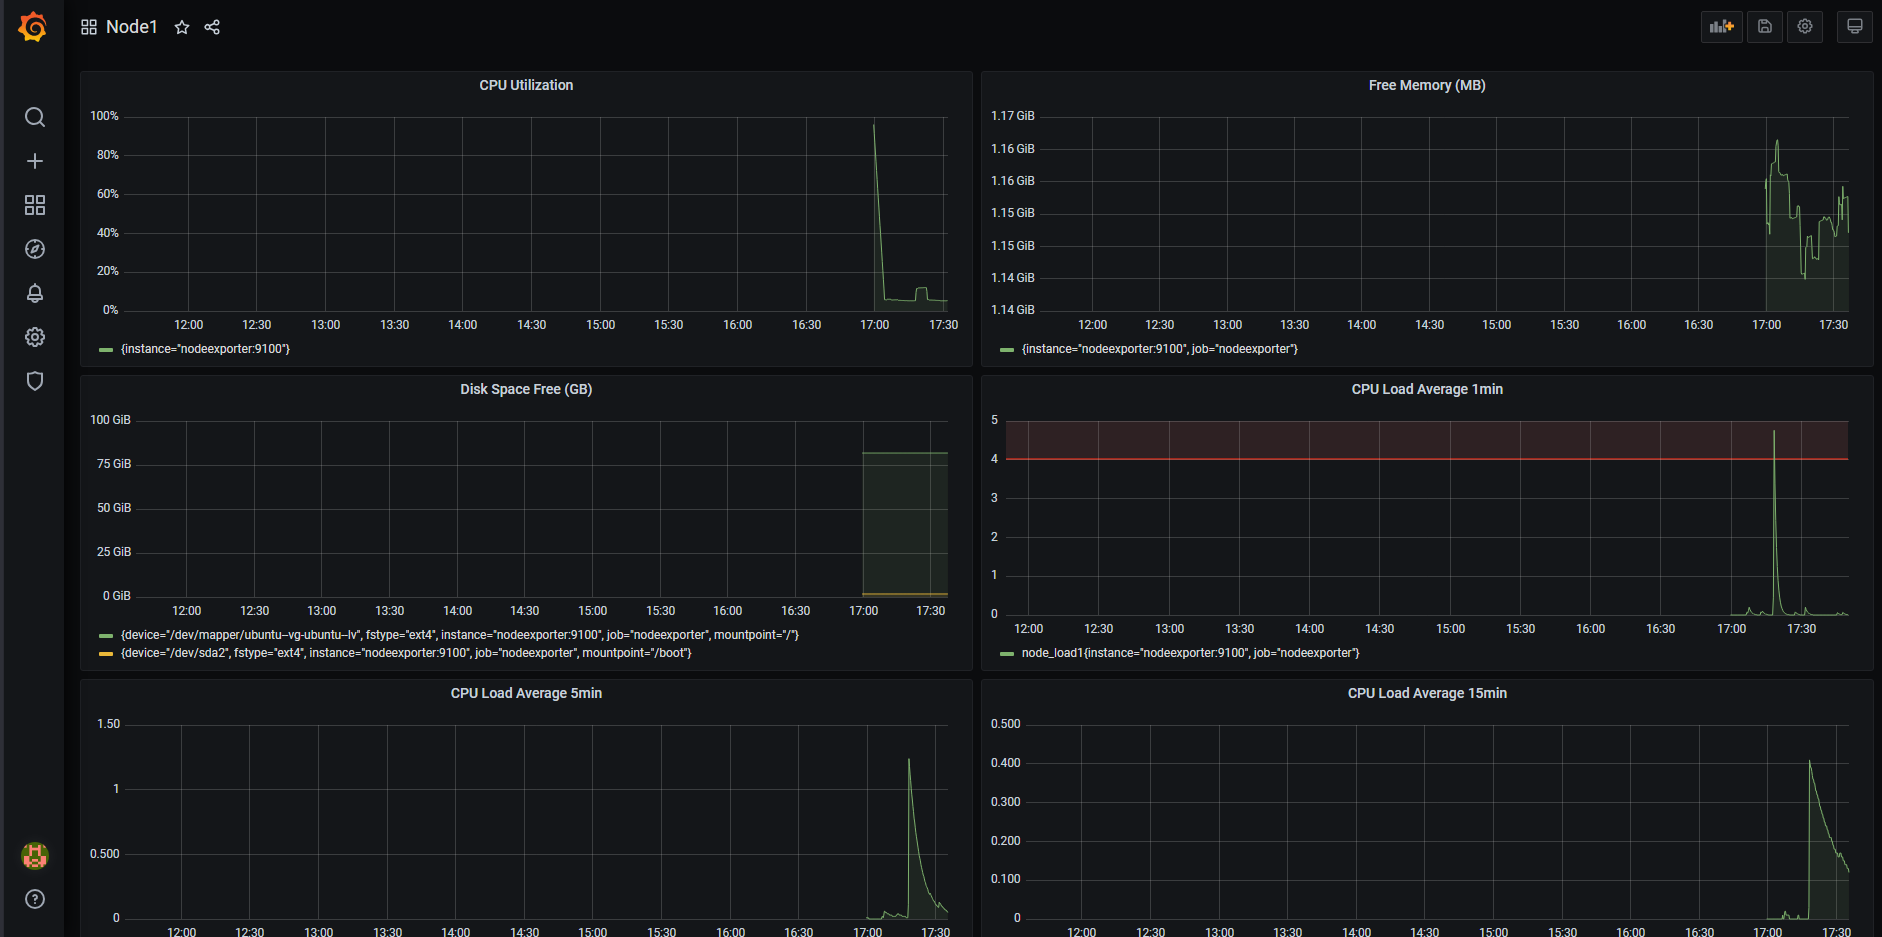 Node1
CPU Utilization
100%
80%
60%
40%
20%
0%
12:00 12:30 13:00 13:30 14:00 14:30 15:00 15:30 16:00 16:30 17:00 17:30
{instance="nodeexporter:9100"}
Free Memory (MB)
1.17 GiB
1.16 GiB
1.16 GiB
1.15 GiB
1.15 GiB
1.14 GiB
1.14 GiB
12:00 12:30 13:00 13:30 14:00 14:30 15:00 15:30 16:00 16:30 17:00 17:30
{instance="nodeexporter:9100", job="nodeexporter"}
Disk Space Free (GB)
100 GiB
75 GiB
50 GiB
25 GiB
0 GiB
12:00 12:30 13:00 13:30 14:00 14:30 15:00 15:30 16:00 16:30 17:00 17:30
{device="/dev/mapper/ubuntu--vg-ubuntu--lv", fstype="ext4", instance="nodeexporter:9100", job="nodeexporter", mountpoint="/"}
{device="/dev/sda2", fstype="ext4", instance="nodeexporter:9100", job="nodeexporter", mountpoint="/boot"}
CPU Load Average 1min
5
4
3
2
1
0
12:00 12:30 13:00 13:30 14:00 14:30 15:00 15:30 16:00 16:30 17:00 17:30
node_load1{instance="nodeexporter:9100", job="nodeexporter"}
CPU Load Average 5min
1.50
1
0.500
0
12:00 12:30 13:00 13:30 14:00 14:30 15:00 15:30 16:00 16:30 17:00 17:30
CPU Load Average 15min
0.500
0.400
0.300
0.200
0.100
0
12:00 12:30 13:00 13:30 14:00 14:30 15:00 15:30 16:00 16:30 17:00 17:30